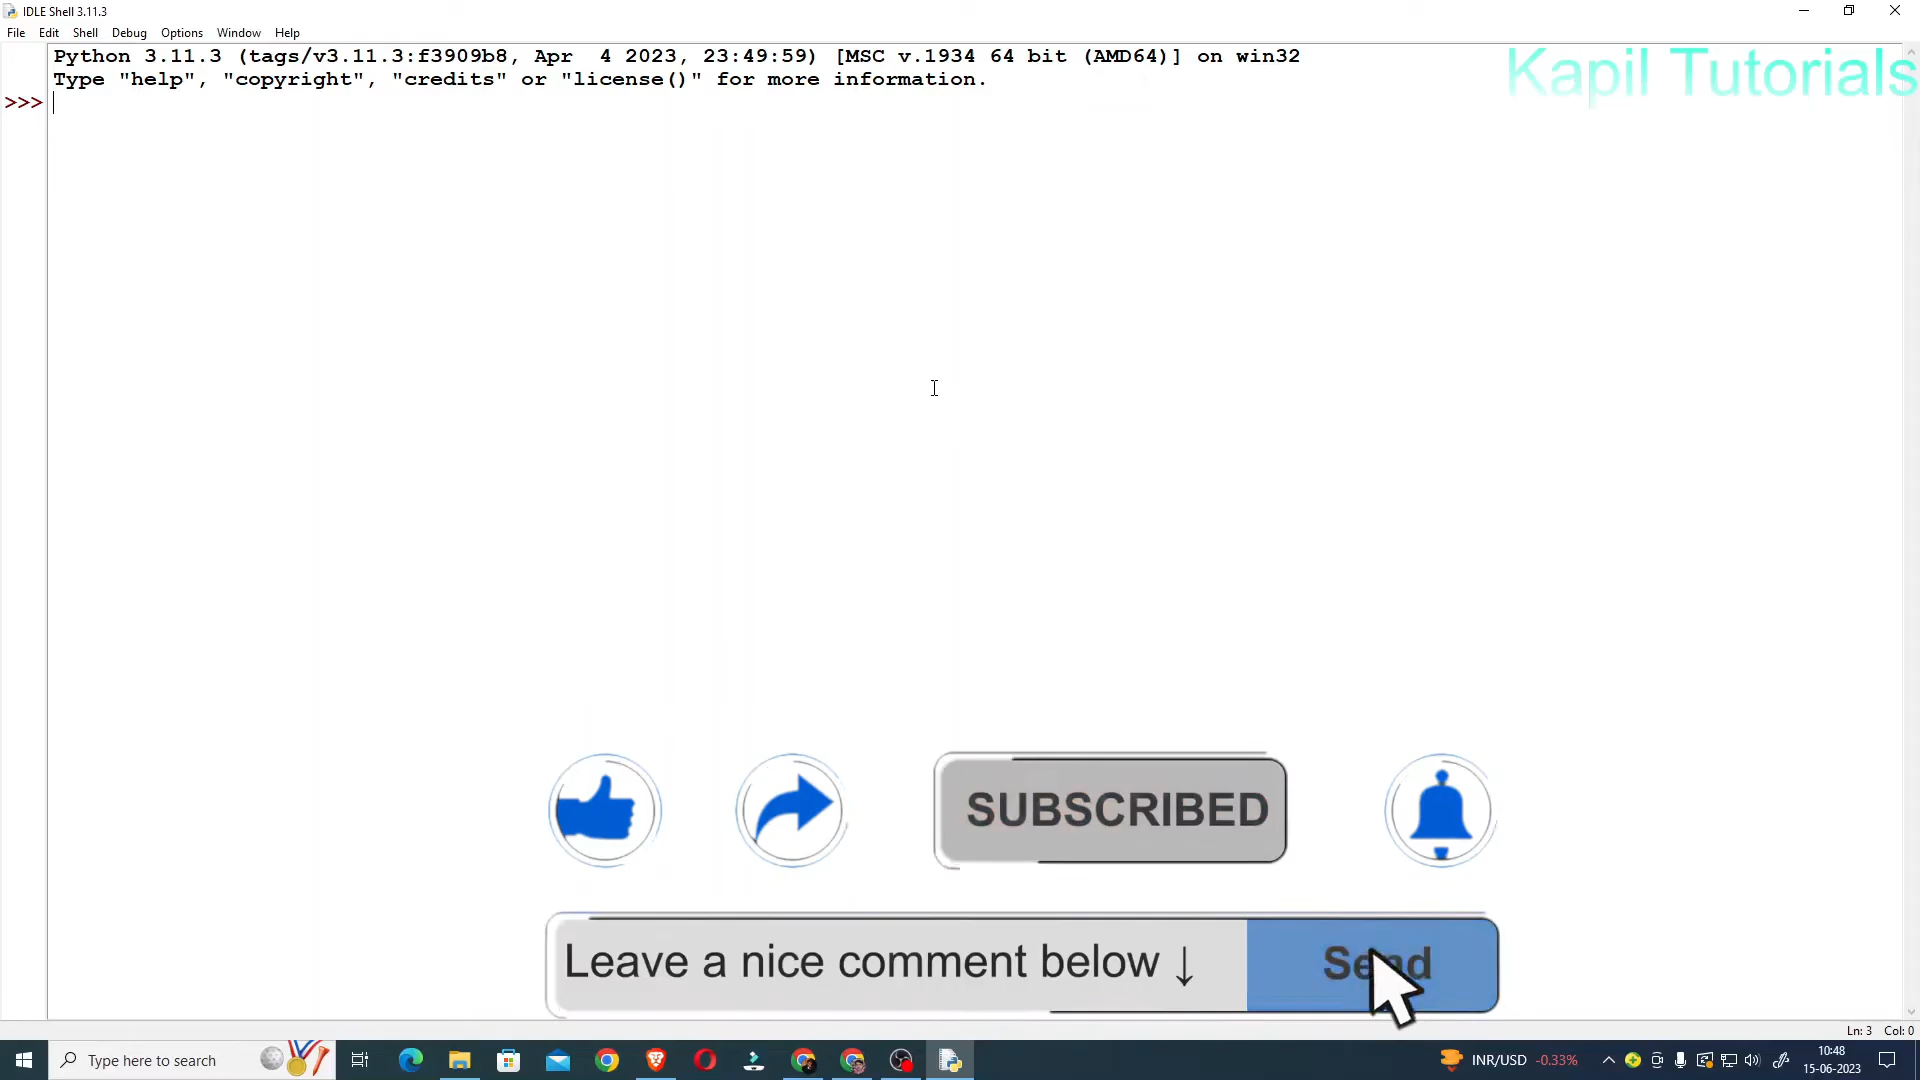 IDLE Shell 3.11.3
File Edit Shell Debug Options Window Help
Python 3.11.3 (tags/v3.11.3:f3909b8, Apr  4 2023, 23:49:59) [MSC v.1934 64 bit (AMD64)] on win32
Type "help", "copyright", "credits" or "license()" for more information.
>>>
Kapil Tutorials
SUBSCRIBED
Leave a nice comment below ↓ Send
Ln: 3 Col: 0
Type here to search
INR/USD -0.33%
10:48
15-06-2023